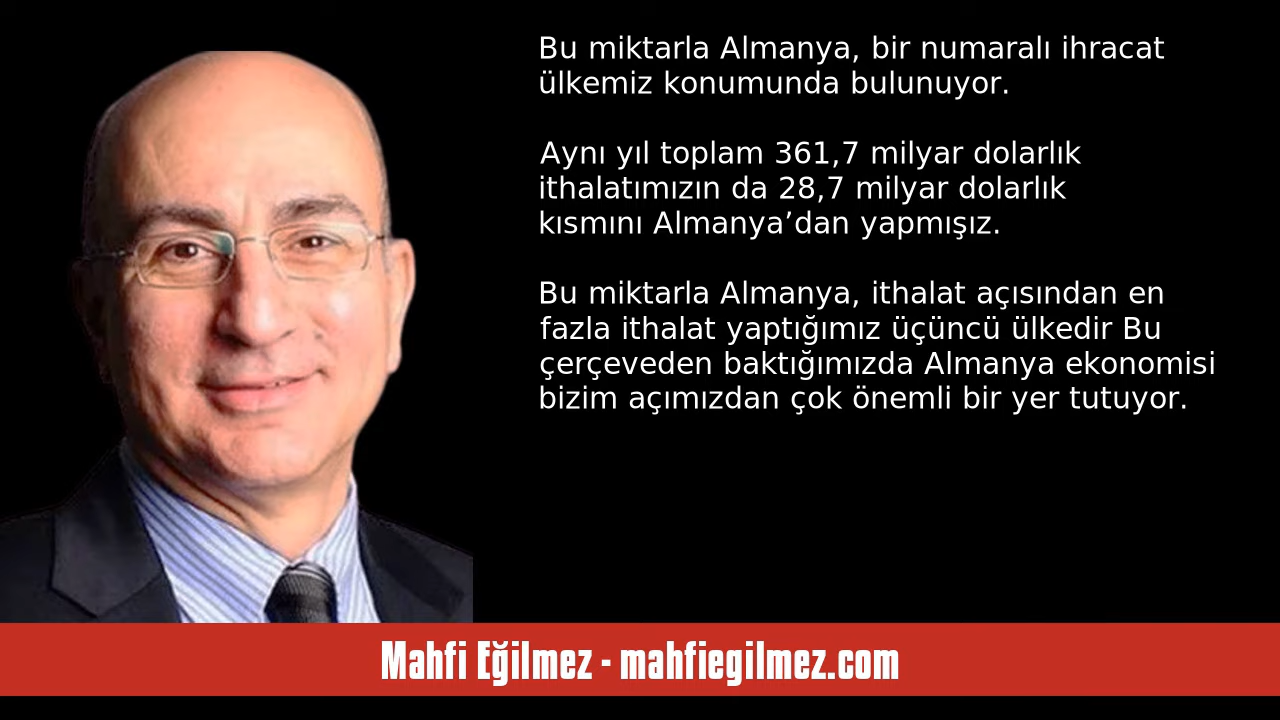 Bu miktarla Almanya, bir numaralı ihracat
ülkemiz konumunda bulunuyor.
Aynı yıl toplam 361,7 milyar dolarlık
ithalatımızın da 28,7 milyar dolarlık
kısmını Almanya’dan yapmışız.
Bu miktarla Almanya, ithalat açısından en
fazla ithalat yaptığımız üçüncü ülkedir Bu
çerçeveden baktığımızda Almanya ekonomisi
bizim açımızdan çok önemli bir yer tutuyor.
Mahfi Eğilmez - mahfiegilmez.com